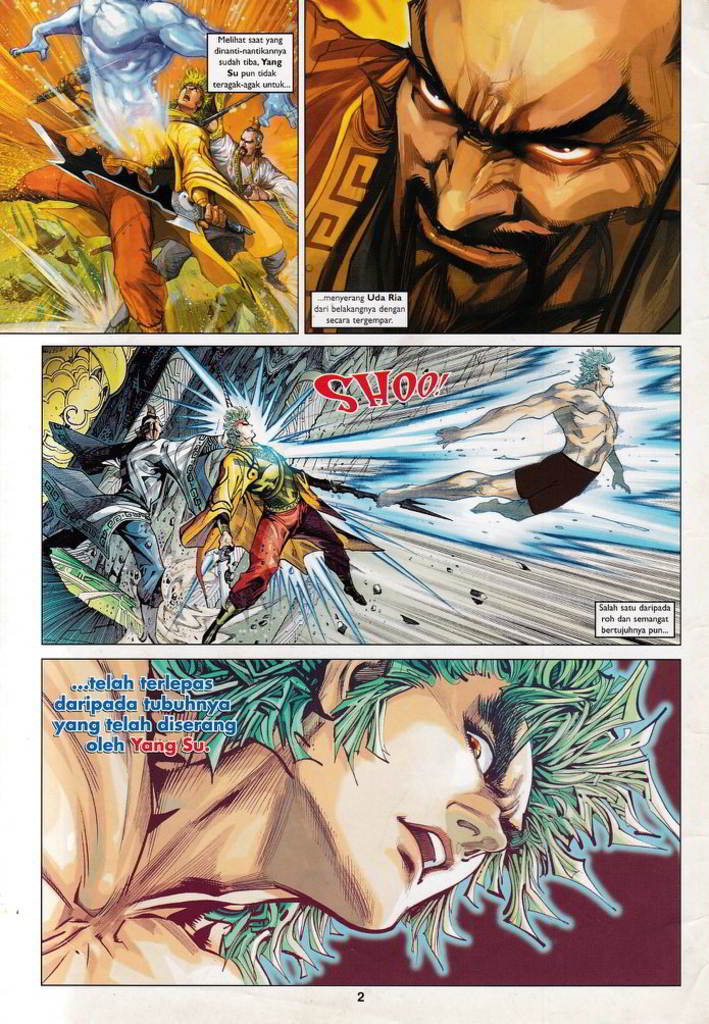 Melihat saat yang
dinanti-nantikannya
sudah tiba, Yang
Su pun tidak
teragak-agak untuk...
...menyerang Uda Ria
dari belakangnya dengan
secara tergempar.
SHOO!
Salah satu daripada
roh dan semangat
bertujuhnya pun...
...telah terlepas
daripada tubuhnya
yang telah diserang
oleh Yang Su.
2